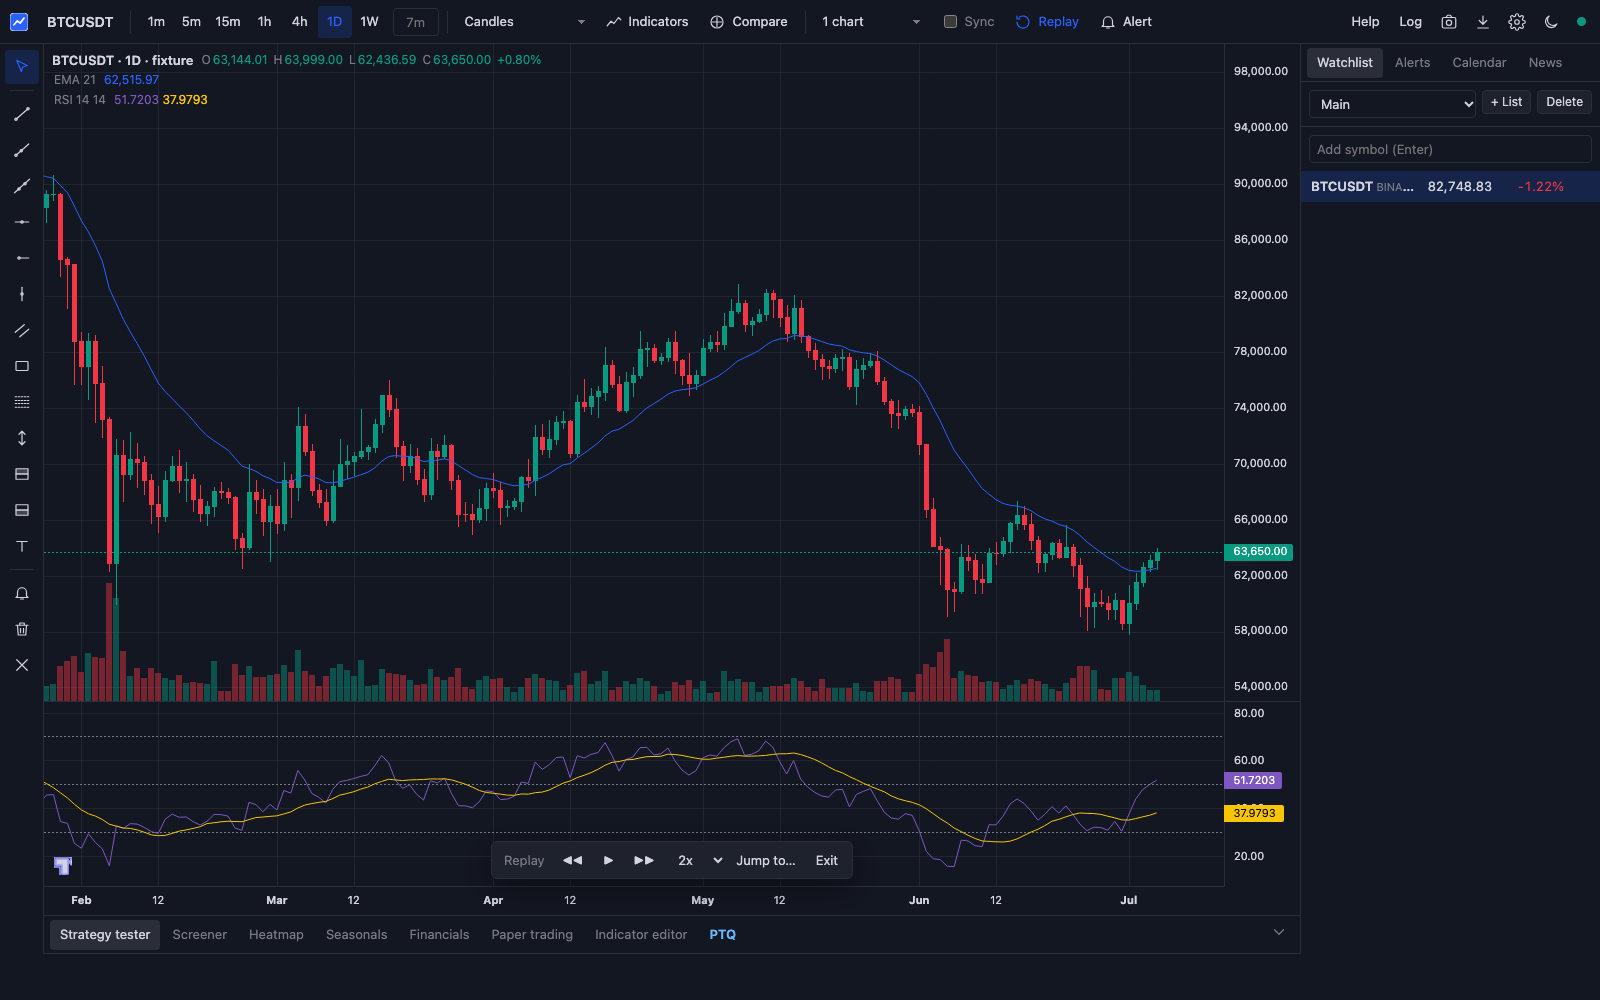 BTCUSDT 1m 5m 15m 1h 4h 1D 1W 7m Candles Indicators Compare 1 chart Sync Replay Alert Help Log
BTCUSDT · 1D · fixture O 63,144.01 H 63,999.00 L 62,436.59 C 63,650.00 +0.80%
EMA 21 62,515.97
RSI 14 14 51.7203 37.9793
98,000.00
94,000.00
90,000.00
86,000.00
82,000.00
78,000.00
74,000.00
70,000.00
66,000.00
63,650.00
62,000.00
58,000.00
54,000.00
80.00
60.00
51.7203
37.9793
20.00
Replay 2x Jump to... Exit
Feb 12 Mar 12 Apr 12 May 12 Jun 12 Jul
Strategy tester Screener Heatmap Seasonals Financials Paper trading Indicator editor PTQ
Watchlist Alerts Calendar News
Main + List Delete
Add symbol (Enter)
BTCUSDT BINA... 82,748.83 -1.22%